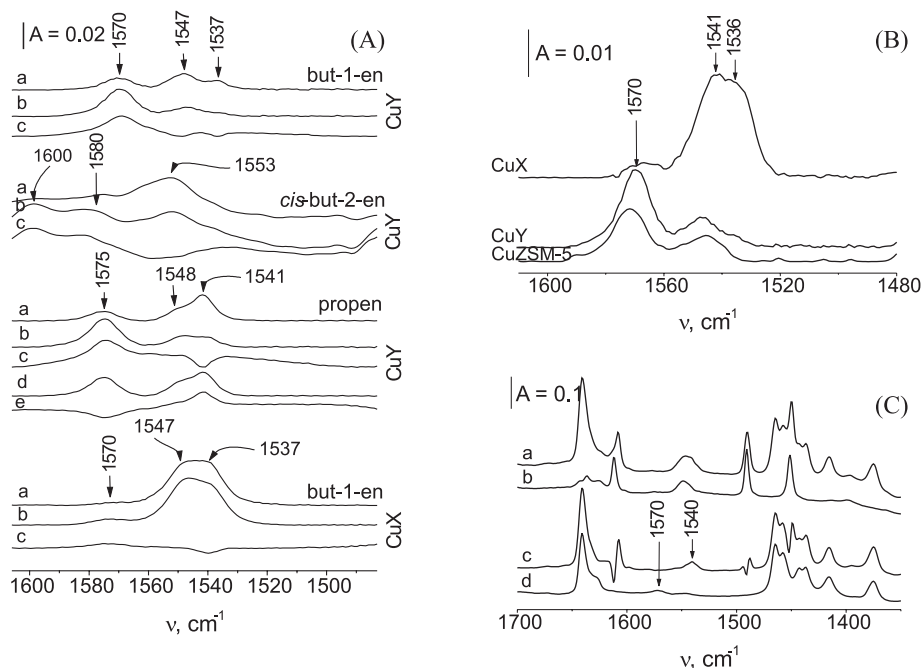 A = 0.02
(A)
1570
1547
1537
a
but-1-en
b
c
CuY
1600
1580
1553
a
cis-but-2-en
b
c
CuY
1575
1548
1541
propen
a
b
c
CuY
d
e
1570
1547
1537
a
but-1-en
b
CuX
c
1600 1580 1560 1540 1520 1500
ν, cm-1
A = 0.01
(B)
1541
1536
1570
CuX
CuY
CuZSM-5
1600 1560 1520 1480
ν, cm-1
A = 0.1
(C)
a
b
1570
1540
c
d
1700 1600 1500 1400
ν, cm-1